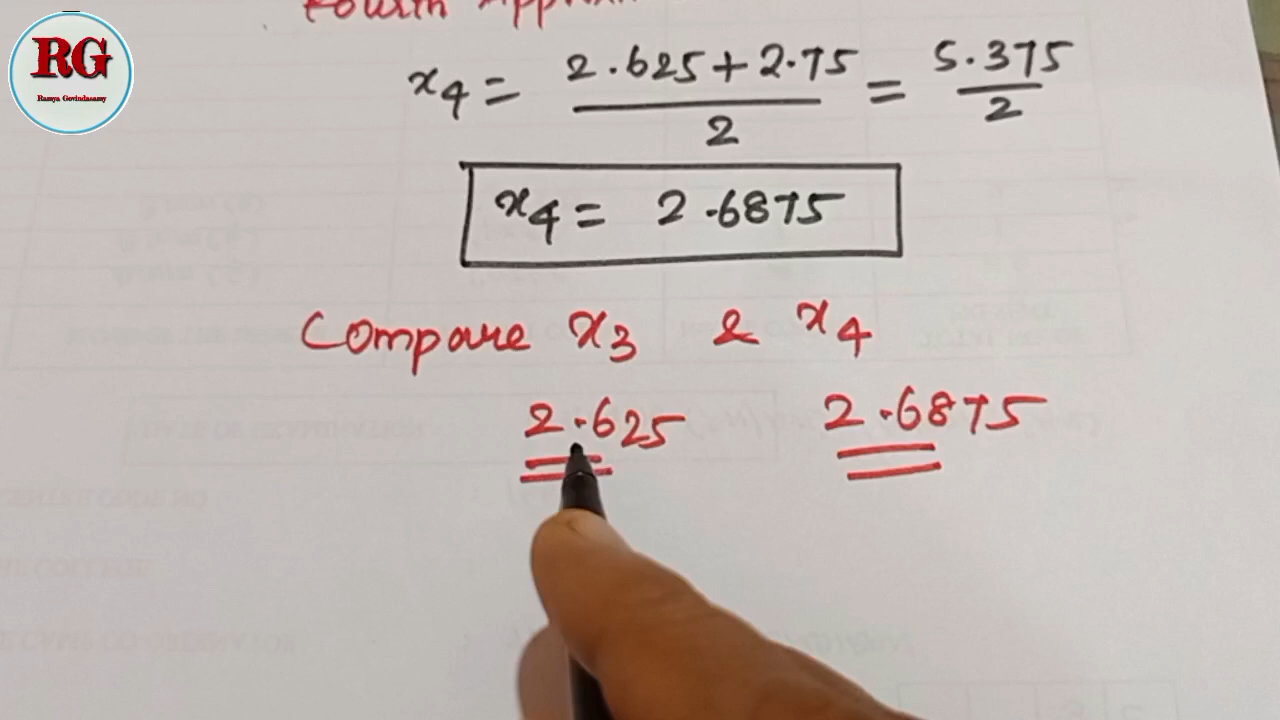 RG
Ramya Govindasamy
Fourth
x4 = 2.625 + 2.75 / 2 = 5.375 / 2
x4 = 2.6875
Compare x3 & x4
2.625 2.6875